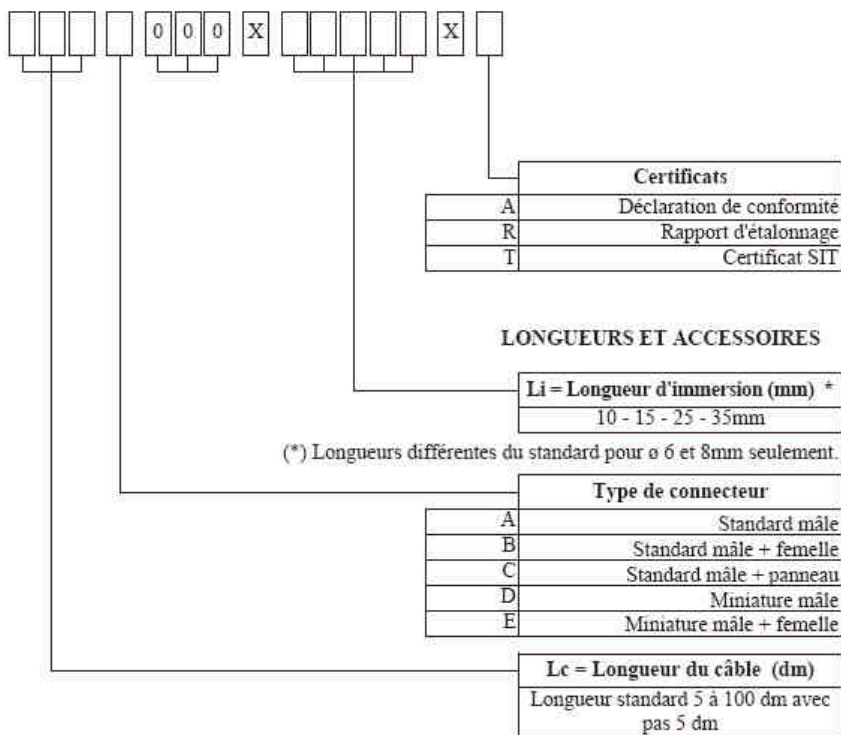 0 0 0 X X
Certificats
A Déclaration de conformité
R Rapport d'étalonnage
T Certificat SIT
LONGUEURS ET ACCESSOIRES
Li = Longueur d'immersion (mm) *
10 - 15 - 25 - 35mm
(*) Longueurs différentes du standard pour ø 6 et 8mm seulement.
Type de connecteur
A Standard mâle
B Standard mâle + femelle
C Standard mâle + panneau
D Miniature mâle
E Miniature mâle + femelle
Lc = Longueur du câble (dm)
Longueur standard 5 à 100 dm avec
pas 5 dm